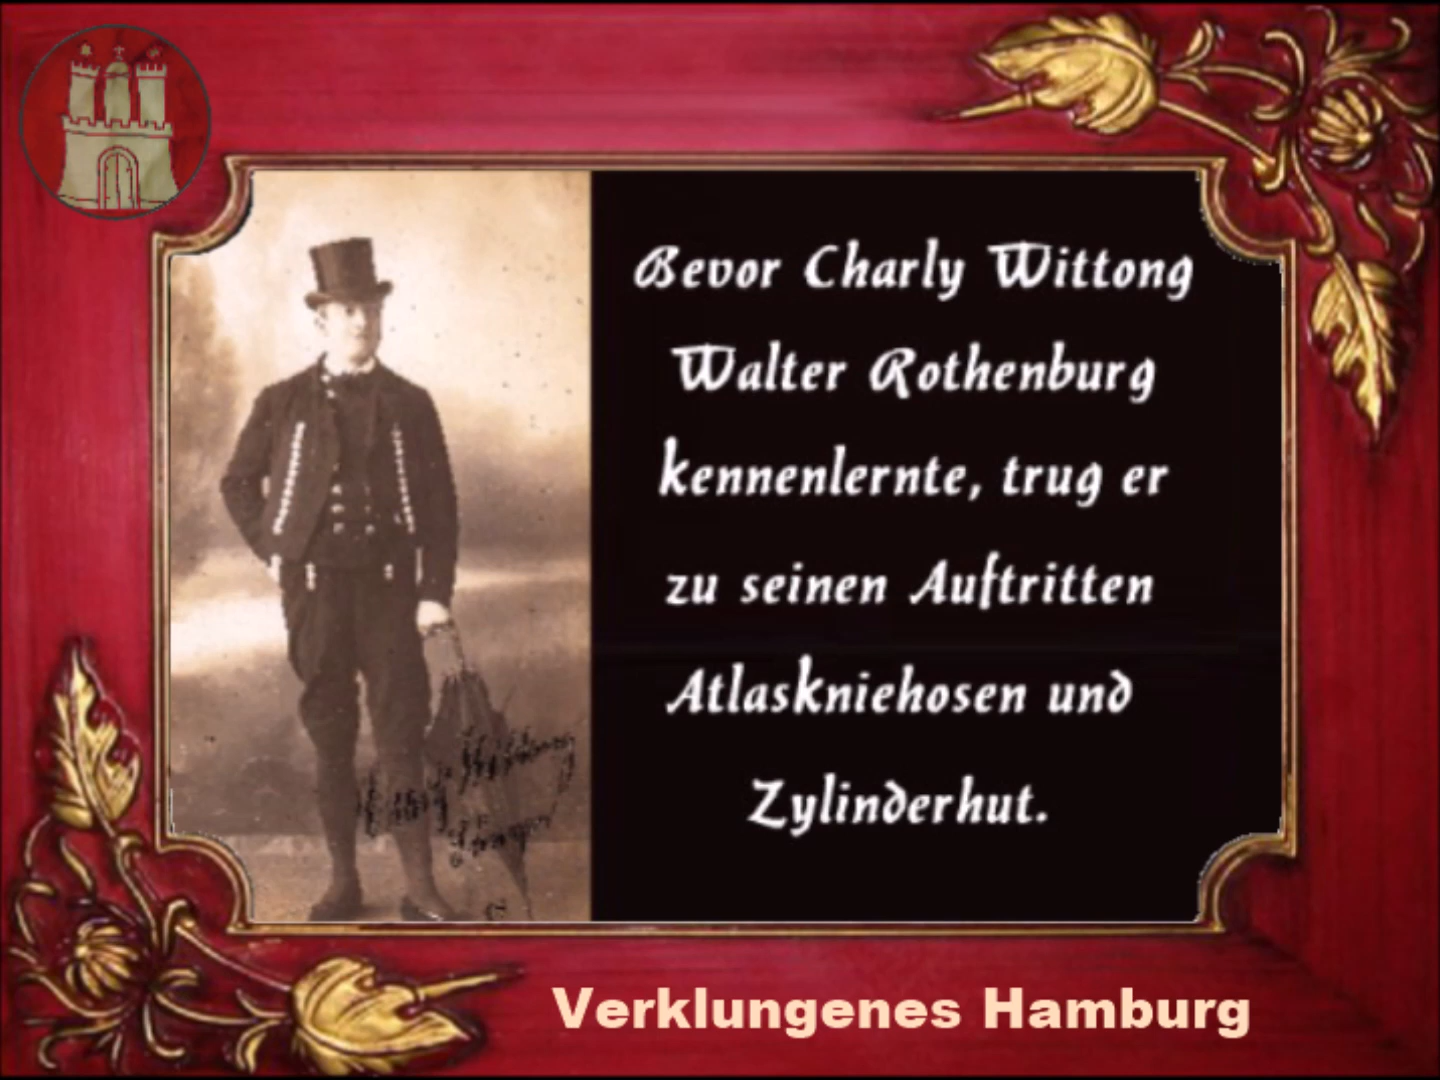 Bevor Charly Wittong
Walter Rothenburg
kennenlernte, trug er
zu seinen Auftritten
Atlaskniehosen und
Zylinderhut.
Verklungenes Hamburg